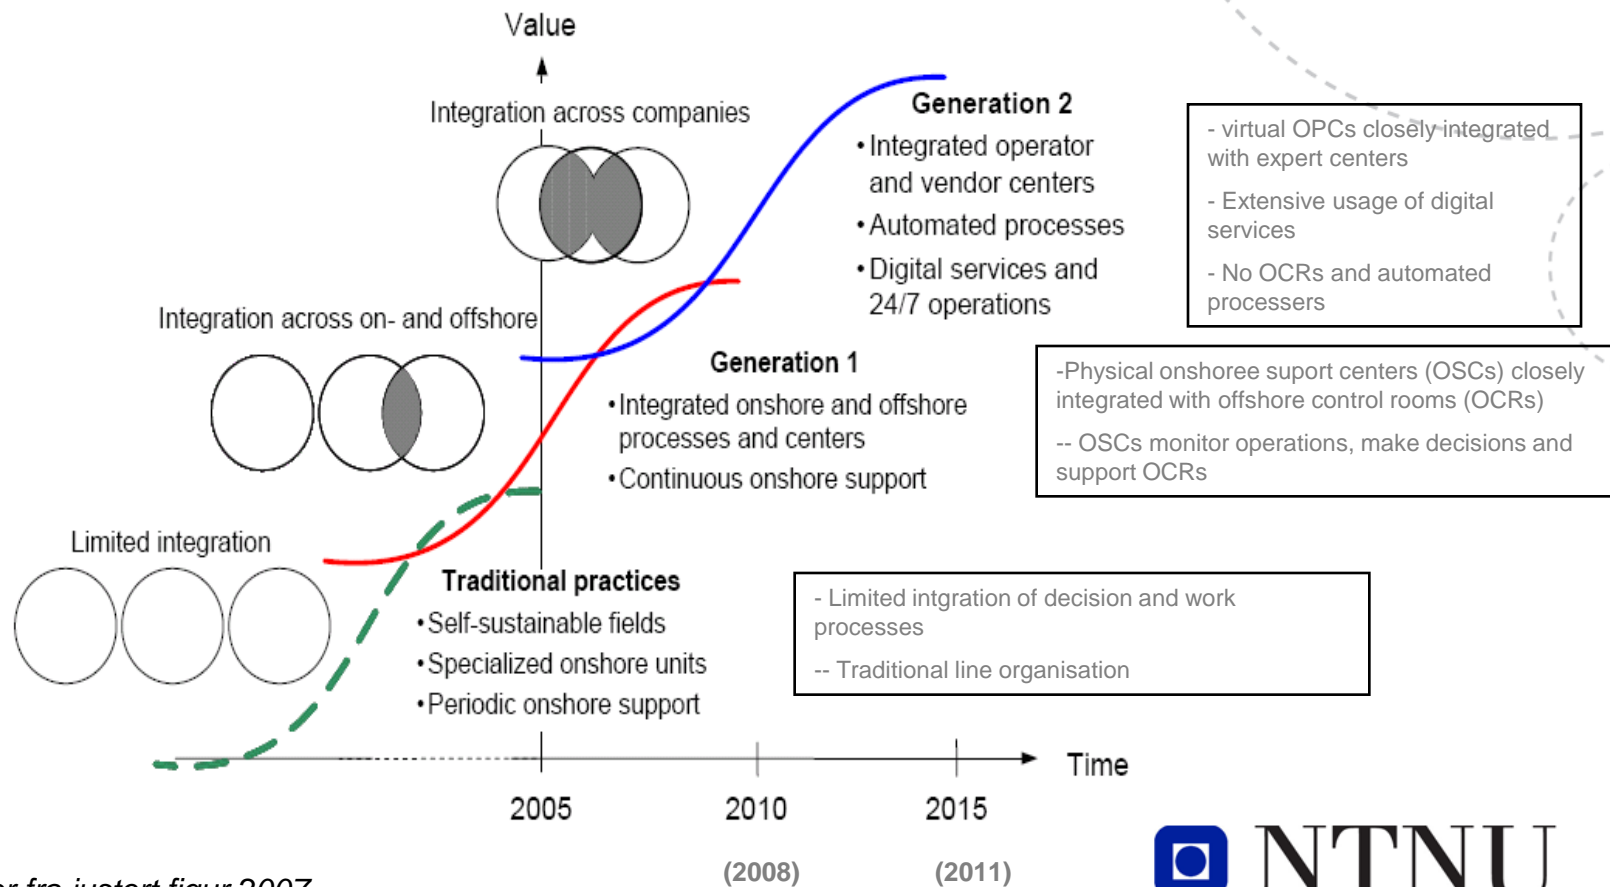 Value
Integration across companies
Generation 2
• Integrated operator
and vendor centers
• Automated processes
• Digital services and
24/7 operations
- virtual OPCs closely integrated
with expert centers
- Extensive usage of digital
services
- No OCRs and automated
processers
Integration across on- and offshore
Generation 1
• Integrated onshore and offshore
processes and centers
• Continuous onshore support
-Physical onshoree suport centers (OSCs) closely
integrated with offshore control rooms (OCRs)
-- OSCs monitor operations, make decisions and
support OCRs
Limited integration
Traditional practices
• Self-sustainable fields
• Specialized onshore units
• Periodic onshore support
- Limited intgration of decision and work
processes
-- Traditional line organisation
Time
2005 2010 2015
(2008) (2011)
NTNU
fra justert figur 2007